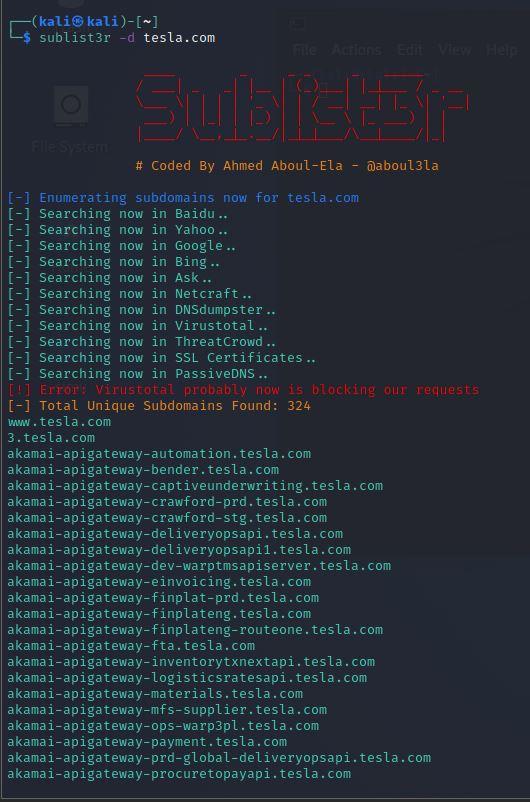 File Actions Edit View Help
File System
┌──(kali㉿kali)-[~]
└─$ sublist3r -d tesla.com
Sublist3r
# Coded By Ahmed Aboul-Ela - @aboul3la
[-] Enumerating subdomains now for tesla.com
[-] Searching now in Baidu..
[-] Searching now in Yahoo..
[-] Searching now in Google..
[-] Searching now in Bing..
[-] Searching now in Ask..
[-] Searching now in Netcraft..
[-] Searching now in DNSdumpster..
[-] Searching now in Virustotal..
[-] Searching now in ThreatCrowd..
[-] Searching now in SSL Certificates..
[-] Searching now in PassiveDNS..
[!] Error: Virustotal probably now is blocking our requests
[-] Total Unique Subdomains Found: 324
www.tesla.com
3.tesla.com
akamai-apigateway-automation.tesla.com
akamai-apigateway-bender.tesla.com
akamai-apigateway-captiveunderwriting.tesla.com
akamai-apigateway-crawford-prd.tesla.com
akamai-apigateway-crawford-stg.tesla.com
akamai-apigateway-deliveryopsapi.tesla.com
akamai-apigateway-deliveryopsapi1.tesla.com
akamai-apigateway-dev-warptmsapiserver.tesla.com
akamai-apigateway-einvoicing.tesla.com
akamai-apigateway-finplat-prd.tesla.com
akamai-apigateway-finplateng.tesla.com
akamai-apigateway-finplateng-routeone.tesla.com
akamai-apigateway-fta.tesla.com
akamai-apigateway-inventorytxnextapi.tesla.com
akamai-apigateway-logisticsratesapi.tesla.com
akamai-apigateway-materials.tesla.com
akamai-apigateway-mfs-supplier.tesla.com
akamai-apigateway-ops-warp3pl.tesla.com
akamai-apigateway-payment.tesla.com
akamai-apigateway-prd-global-deliveryopsapi.tesla.com
akamai-apigateway-procuretopayapi.tesla.com